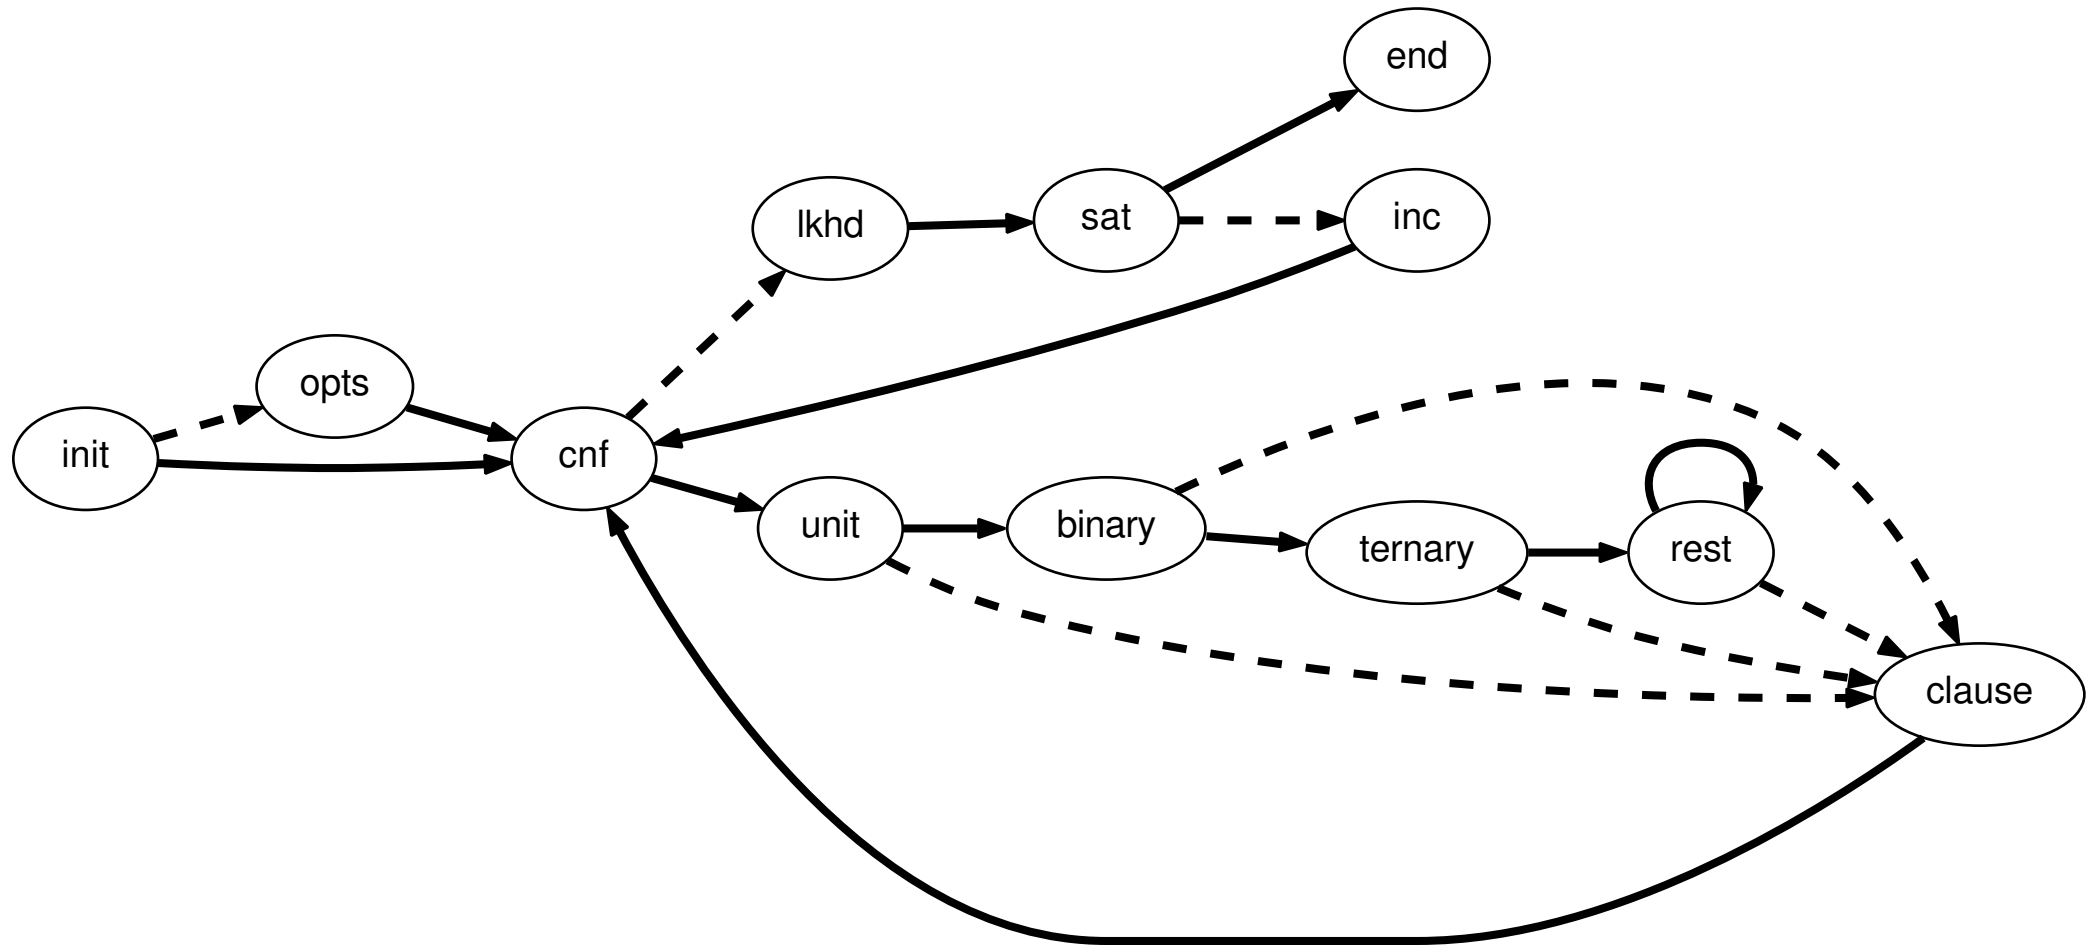 end
lkhd
sat
inc
opts
init
cnf
unit
binary
ternary
rest
clause